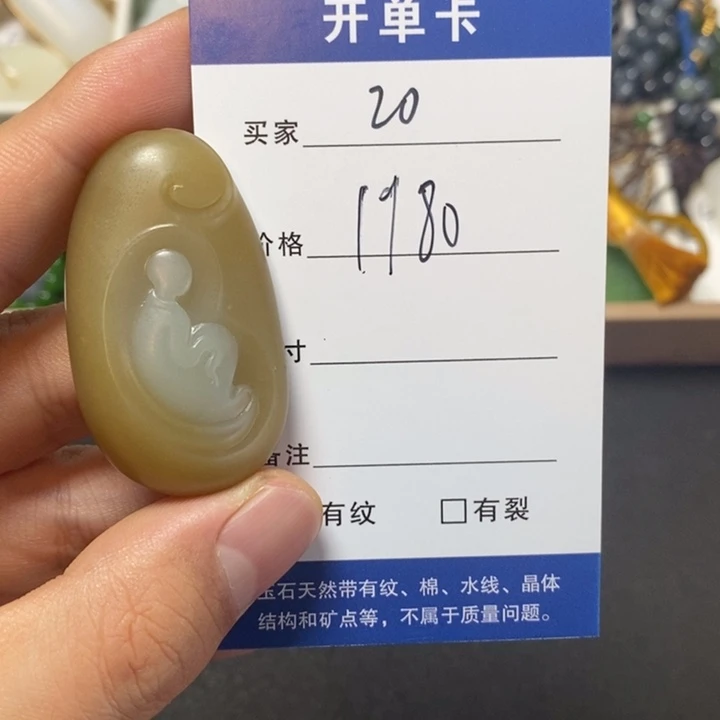 开单卡
买家 20
价格 1980
寸
备注
有纹 □有裂
玉石天然带有纹、棉、水线、晶体
结构和矿点等，不属于质量问题。